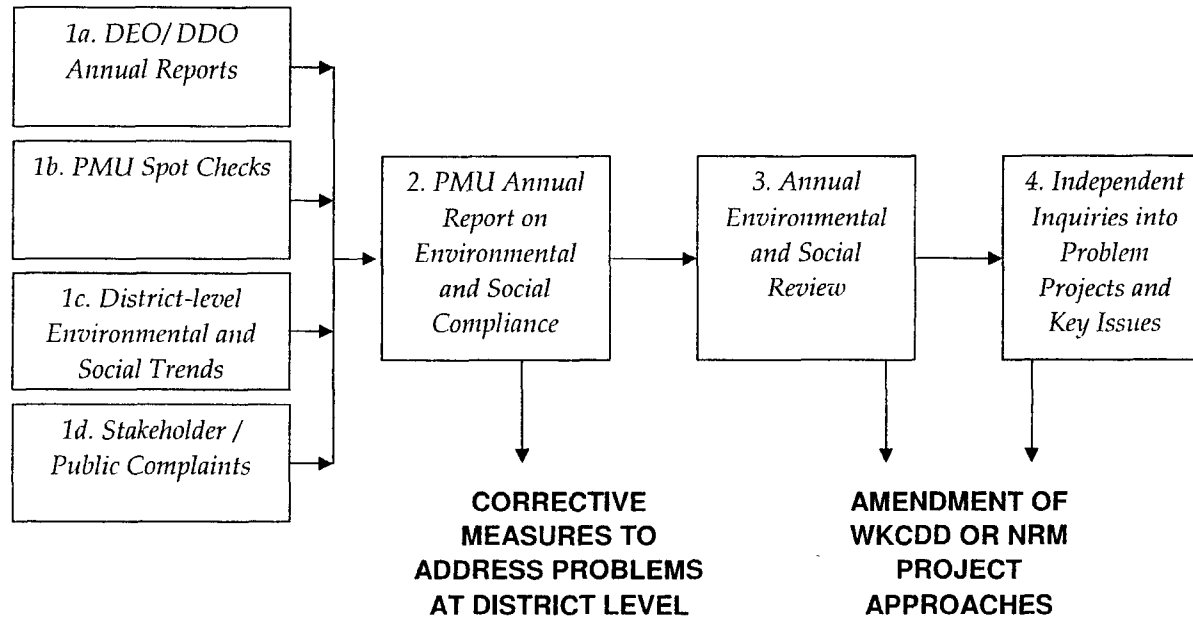 1a. DEO/ DDO
Annual Reports
1b. PMU Spot Checks
1c. District-level
Environmental and
Social Trends
1d. Stakeholder /
Public Complaints
2. PMU Annual
Report on
Environmental
and Social
Compliance
3. Annual
Environmental
and Social
Review
4. Independent
Inquiries into
Problem
Projects and
Key Issues
CORRECTIVE
MEASURES TO
ADDRESS PROBLEMS
AT DISTRICT LEVEL
AMENDMENT OF
WKCDD OR NRM
PROJECT
APPROACHES